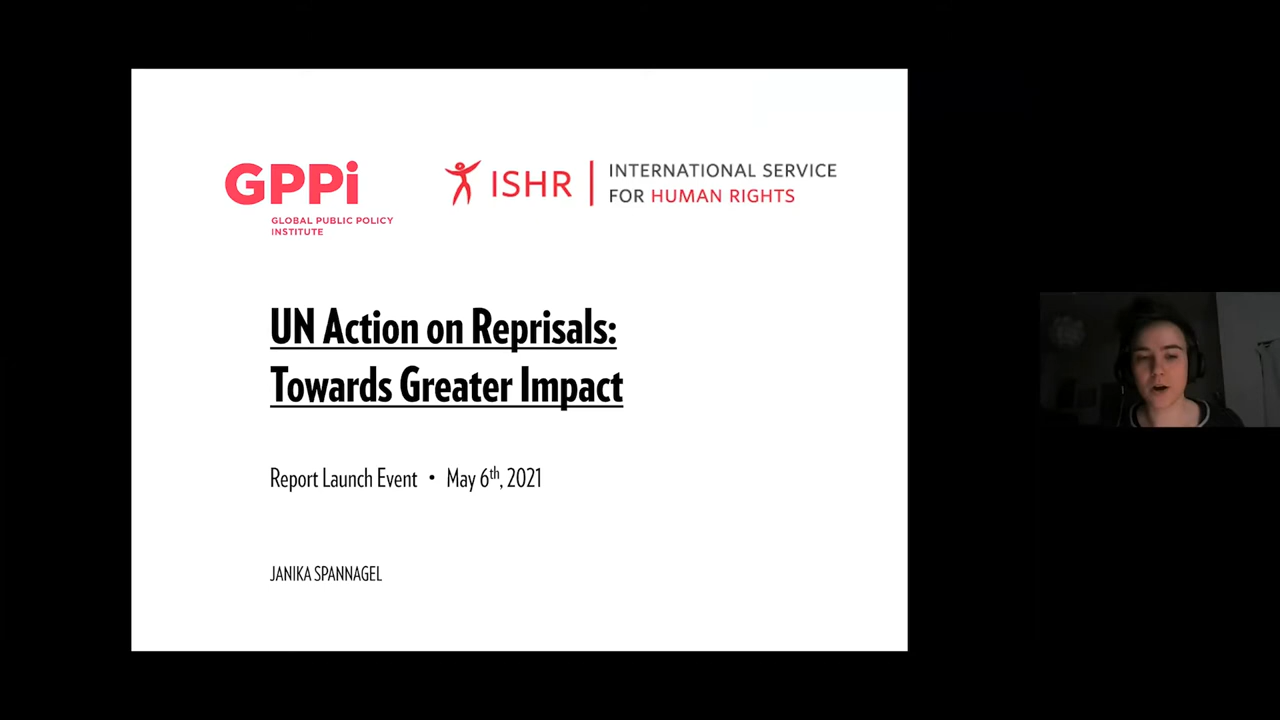 GPPi
GLOBAL PUBLIC POLICY
INSTITUTE
ISHR
INTERNATIONAL SERVICE
FOR HUMAN RIGHTS
UN Action on Reprisals:
Towards Greater Impact
Report Launch Event • May 6th, 2021
JANIKA SPANNAGEL